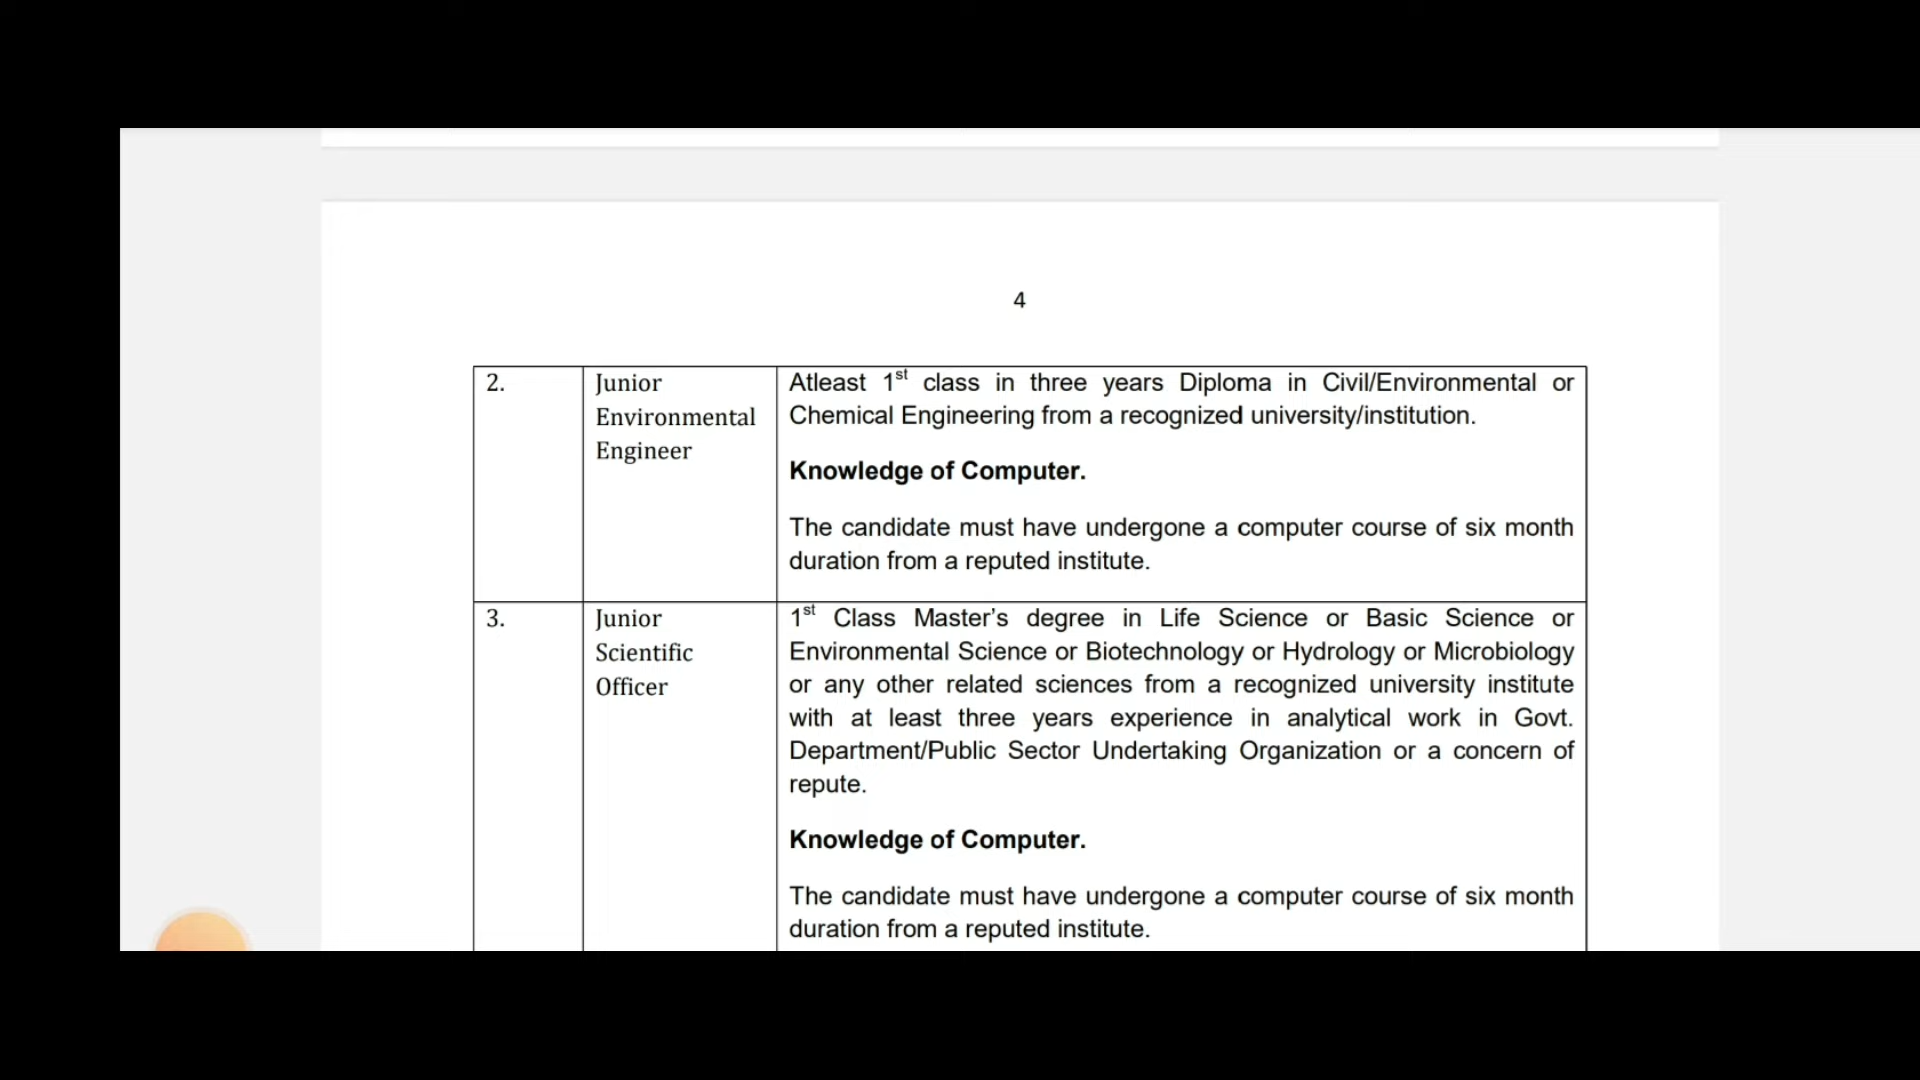 4
2.
Junior
Environmental
Engineer
Atleast 1st class in three years Diploma in Civil/Environmental or
Chemical Engineering from a recognized university/institution.
Knowledge of Computer.
The candidate must have undergone a computer course of six month
duration from a reputed institute.
3.
Junior
Scientific
Officer
1st Class Master’s degree in Life Science or Basic Science or
Environmental Science or Biotechnology or Hydrology or Microbiology
or any other related sciences from a recognized university institute
with at least three years experience in analytical work in Govt.
Department/Public Sector Undertaking Organization or a concern of
repute.
Knowledge of Computer.
The candidate must have undergone a computer course of six month
duration from a reputed institute.